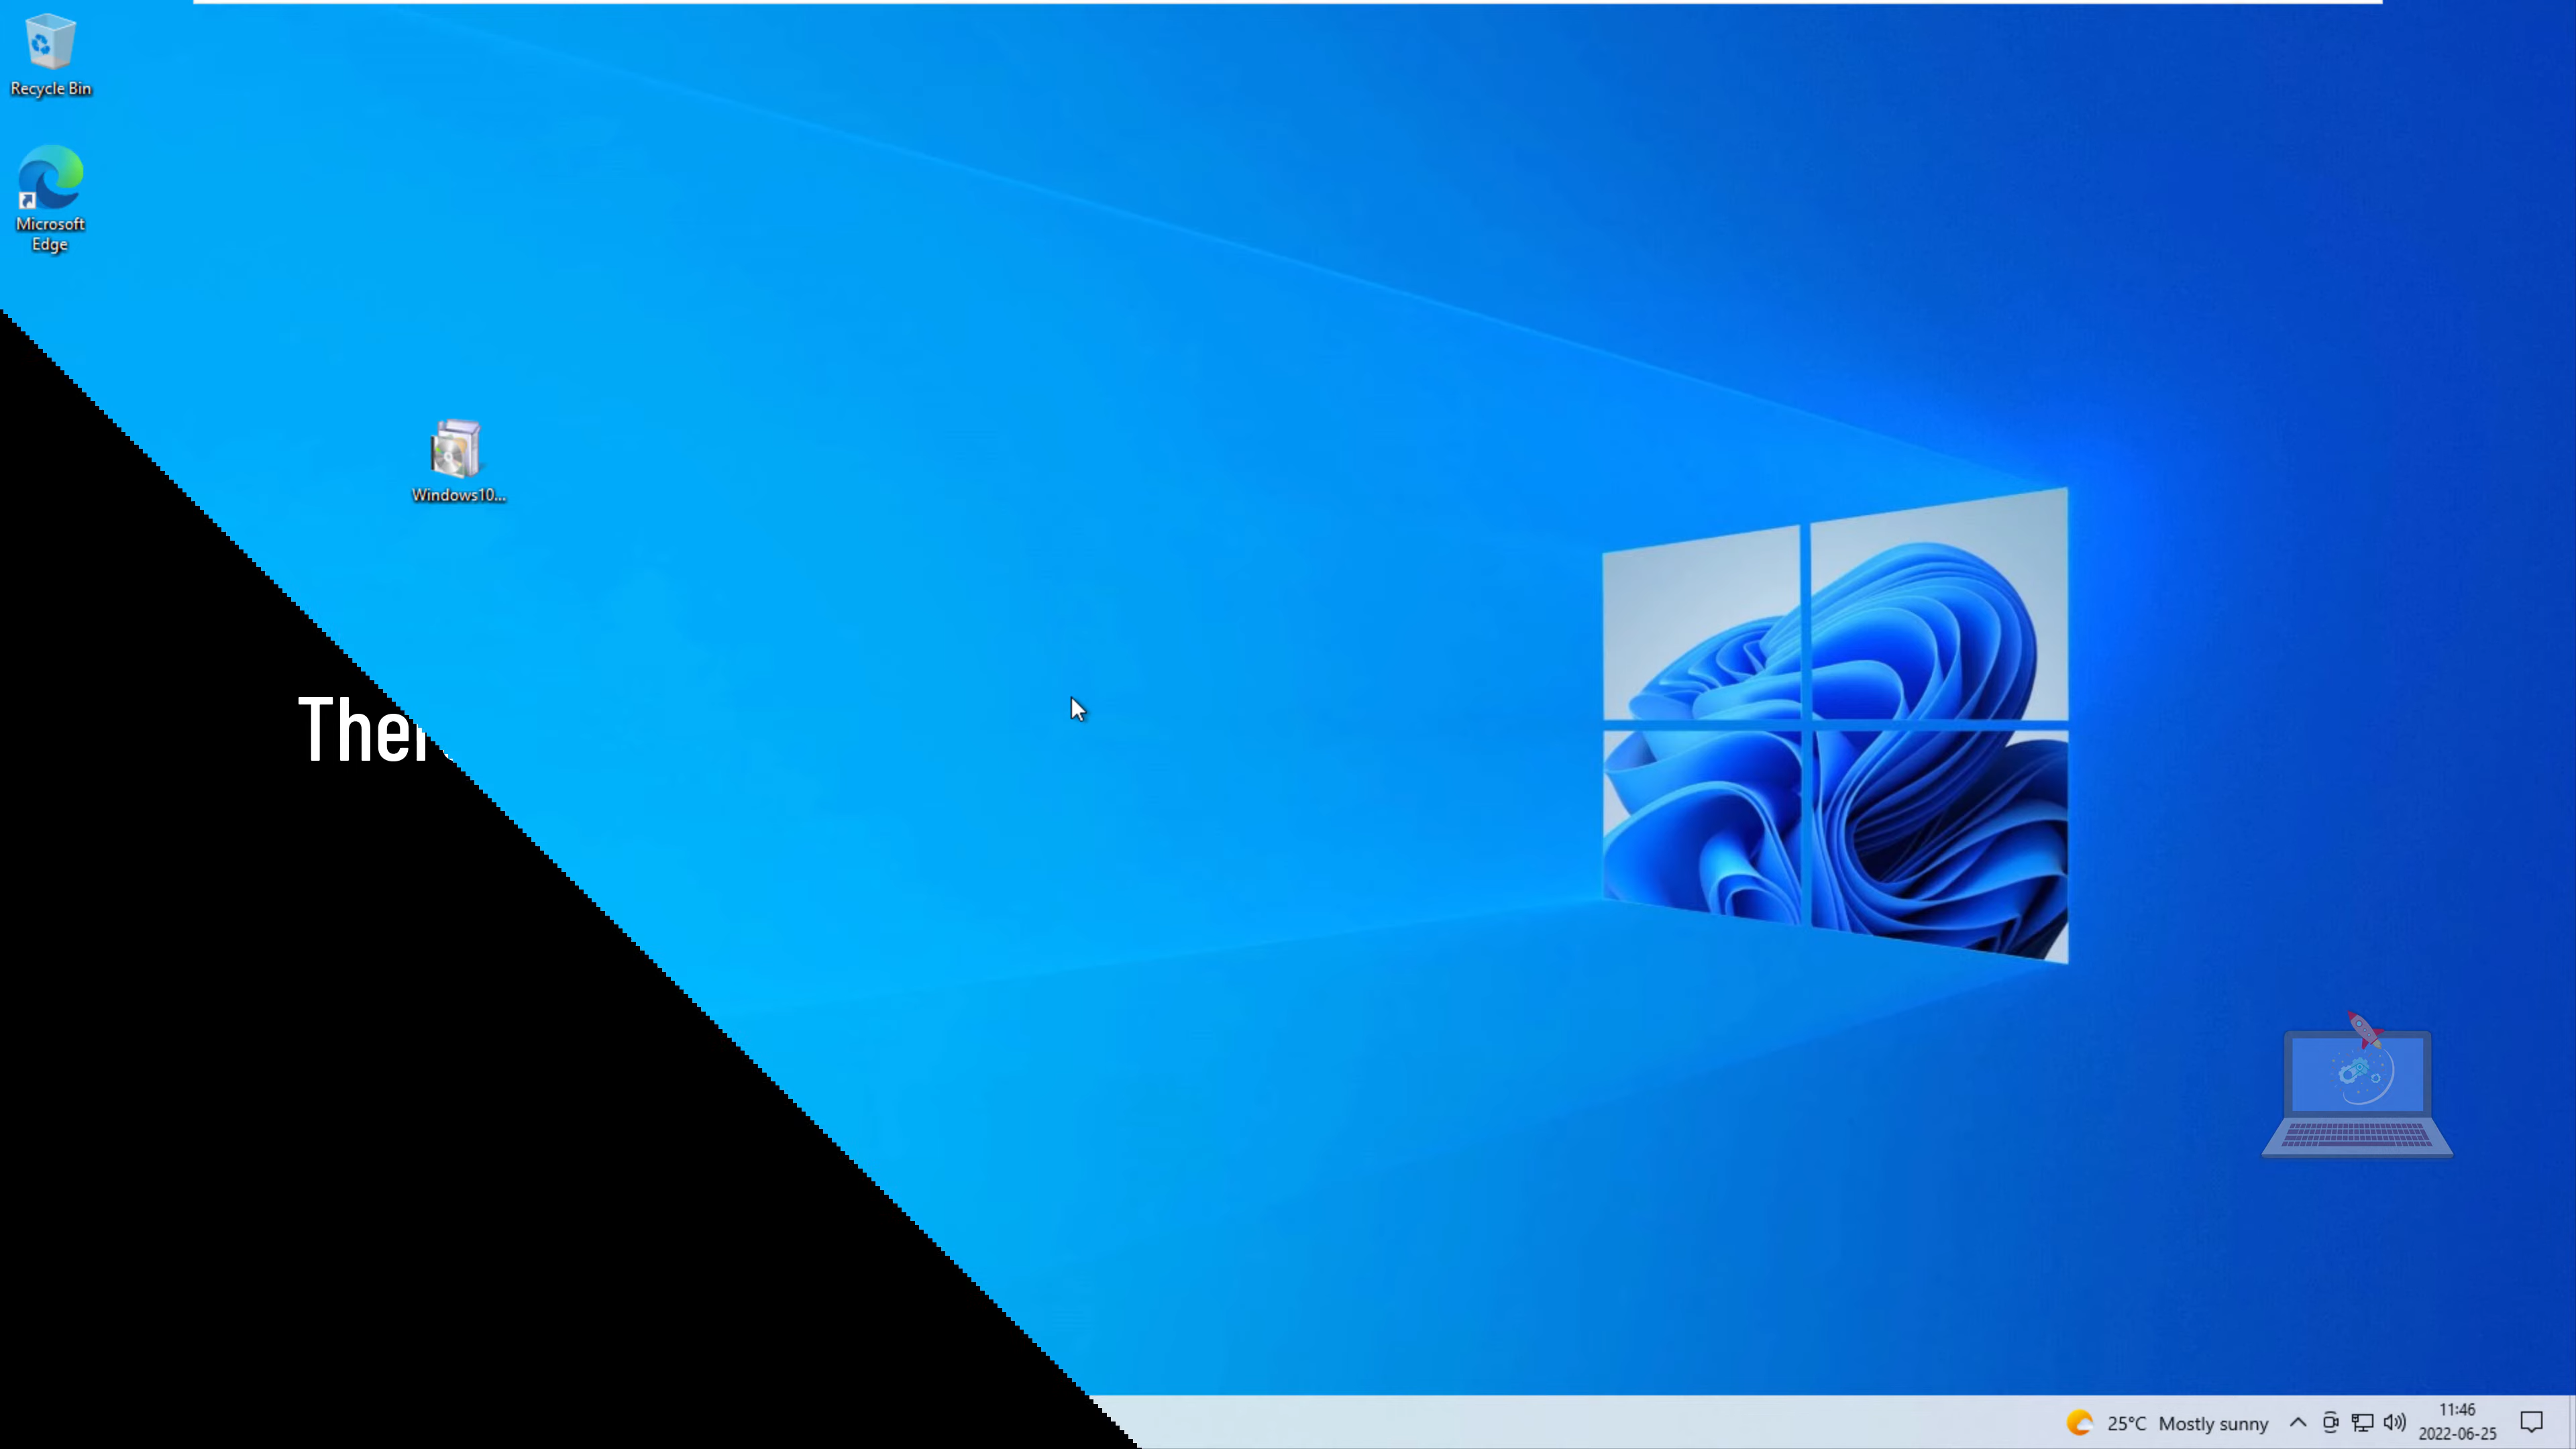 Recycle Bin
Microsoft
Edge
Windows10...
25°C Mostly sunny
11:46
2022-06-25